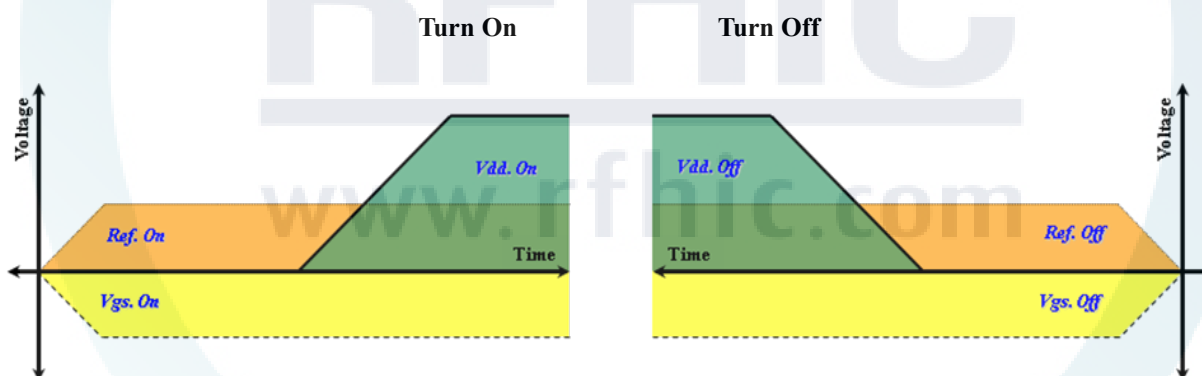 RFHIC
www.rfhic.com
Turn On
Turn Off
Voltage
Vdd. On
Ref. On
Time
Vgs. On
Vdd. Off
Ref. Off
Time
Vgs. Off
Voltage